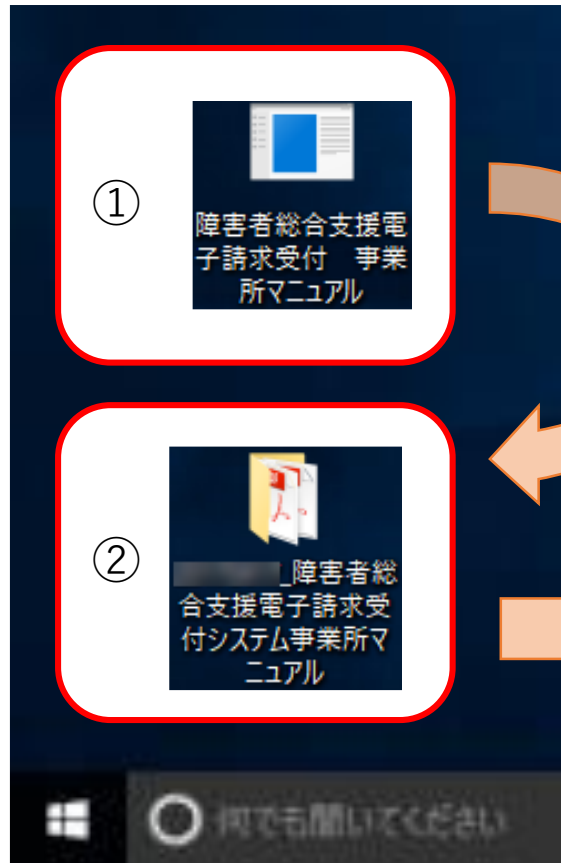 ①
障害者総合支援電
子請求受付　事業
所マニュアル
②
_障害者総
合支援電子請求受
付システム事業所マ
ニュアル
何でも聞いてください